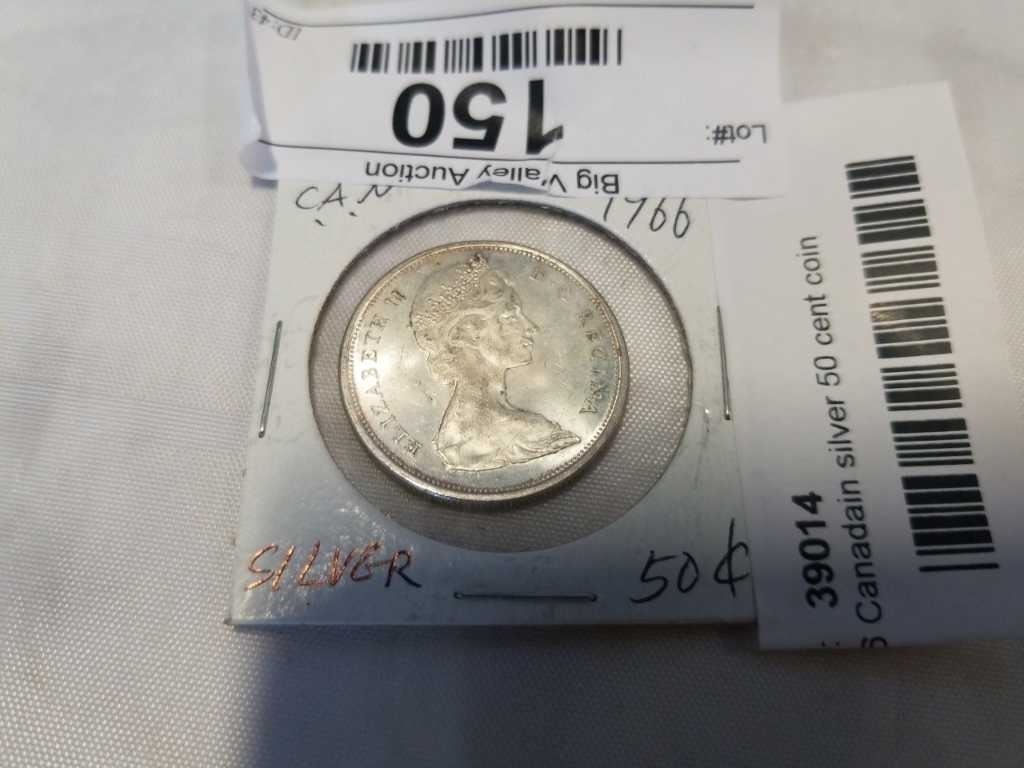 Big Valley Auction
Lot#:
150
ID: 43
CAN
1966
ELIZABETH II D·G·REGINA
SILVER
50¢
39014
Canadain silver 50 cent coin